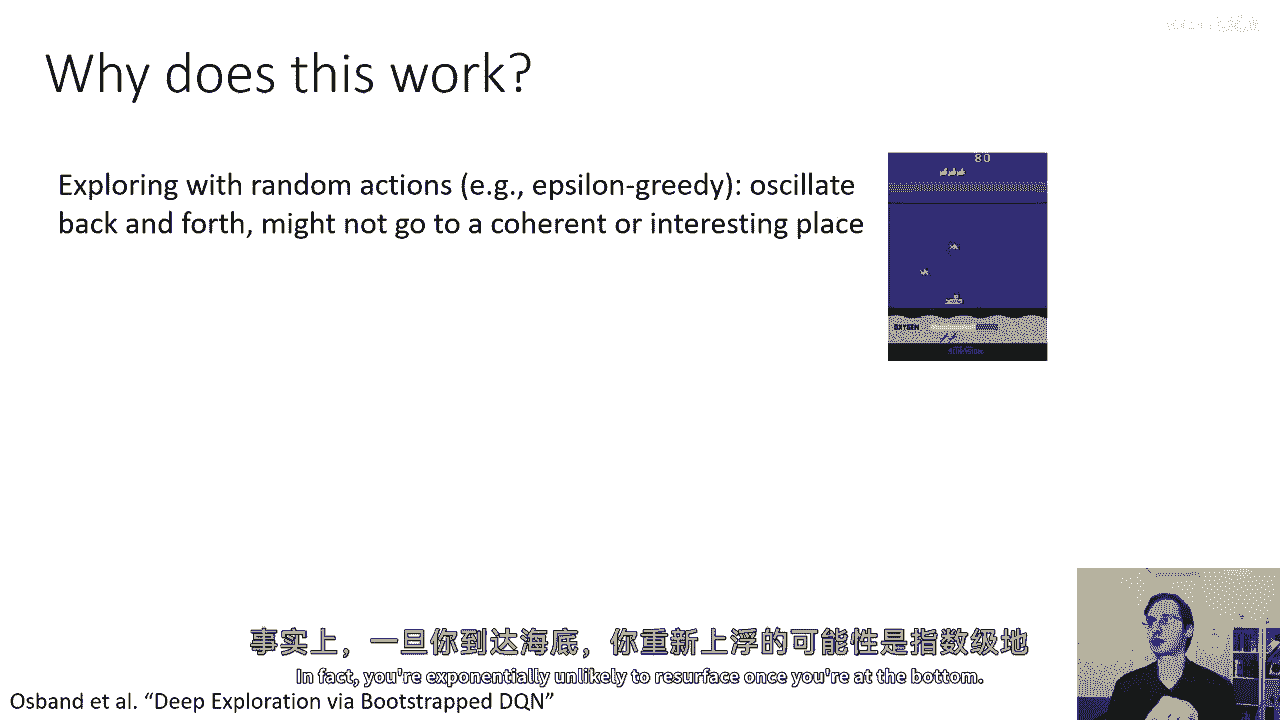 Why does this work?
Exploring with random actions (e.g., epsilon-greedy): oscillate
back and forth, might not go to a coherent or interesting place
80
事实上，一旦你到达海底，你重新上浮的可能性是指数级地
In fact, you're exponentially unlikely to resurface once you're at the bottom.
Osband et al. “Deep Exploration via Bootstrapped DQN”